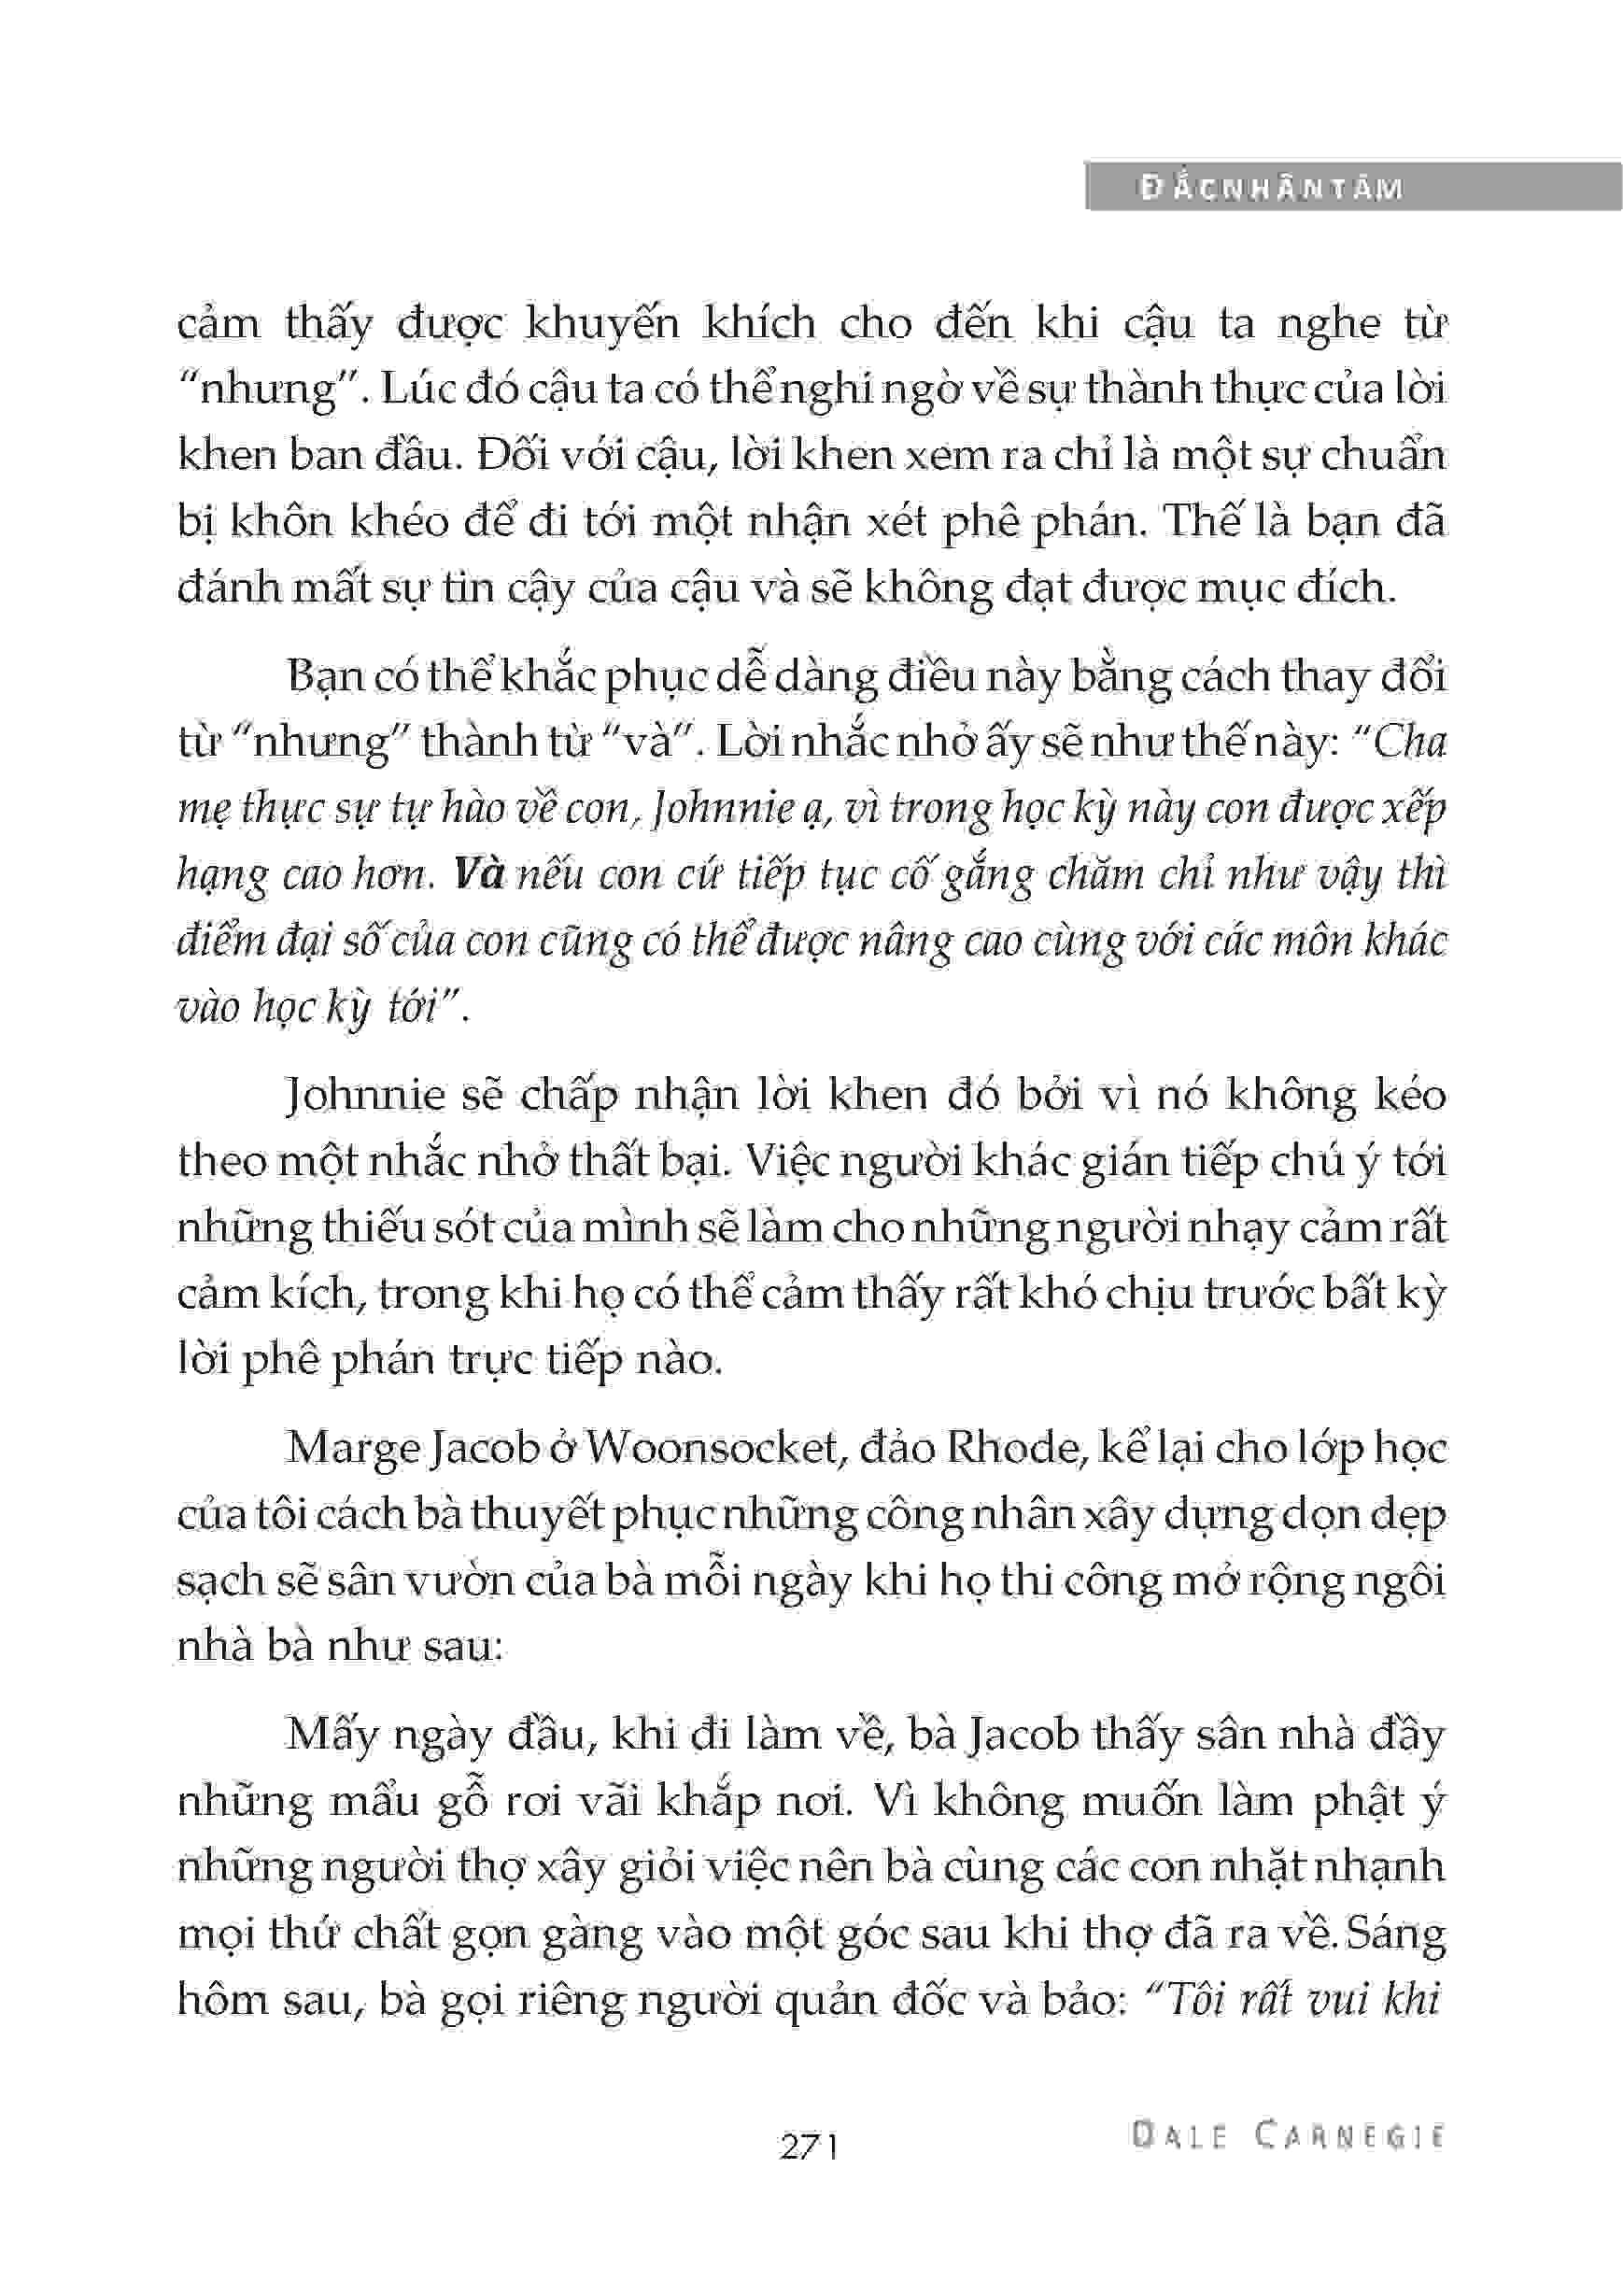 ĐẮCNHÂNTÂM
cảm thấy được khuyến khích cho đến khi cậu ta nghe từ
“nhưng”. Lúc đó cậu ta có thể nghi ngờ về sự thành thực của lời
khen ban đầu. Đối với cậu, lời khen xem ra chỉ là một sự chuẩn
bị khôn khéo để đi tới một nhận xét phê phán. Thế là bạn đã
đánh mất sự tin cậy của cậu và sẽ không đạt được mục đích.
Bạn có thể khắc phục dễ dàng điều này bằng cách thay đổi
từ “nhưng” thành từ “và”. Lời nhắc nhở ấy sẽ như thế này: “Cha
mẹ thực sự tự hào về con, Johnnie ạ, vì trong học kỳ này con được xếp
hạng cao hơn. Và nếu con cứ tiếp tục cố gắng chăm chỉ như vậy thì
điểm đại số của con cũng có thể được nâng cao cùng với các môn khác
vào học kỳ tới”.
Johnnie sẽ chấp nhận lời khen đó bởi vì nó không kéo
theo một nhắc nhở thất bại. Việc người khác gián tiếp chú ý tới
những thiếu sót của mình sẽ làm cho những người nhạy cảm rất
cảm kích, trong khi họ có thể cảm thấy rất khó chịu trước bất kỳ
lời phê phán trực tiếp nào.
Marge Jacob ở Woonsocket, đảo Rhode, kể lại cho lớp học
của tôi cách bà thuyết phục những công nhân xây dựng dọn dẹp
sạch sẽ sân vườn của bà mỗi ngày khi họ thi công mở rộng ngôi
nhà bà như sau:
Mấy ngày đầu, khi đi làm về, bà Jacob thấy sân nhà đầy
những mẩu gỗ rơi vãi khắp nơi. Vì không muốn làm phật ý
những người thợ xây giỏi việc nên bà cùng các con nhặt nhạnh
mọi thứ chất gọn gàng vào một góc sau khi thợ đã ra về. Sáng
hôm sau, bà gọi riêng người quản đốc và bảo: “Tôi rất vui khi
271
DALE CARNEGIE